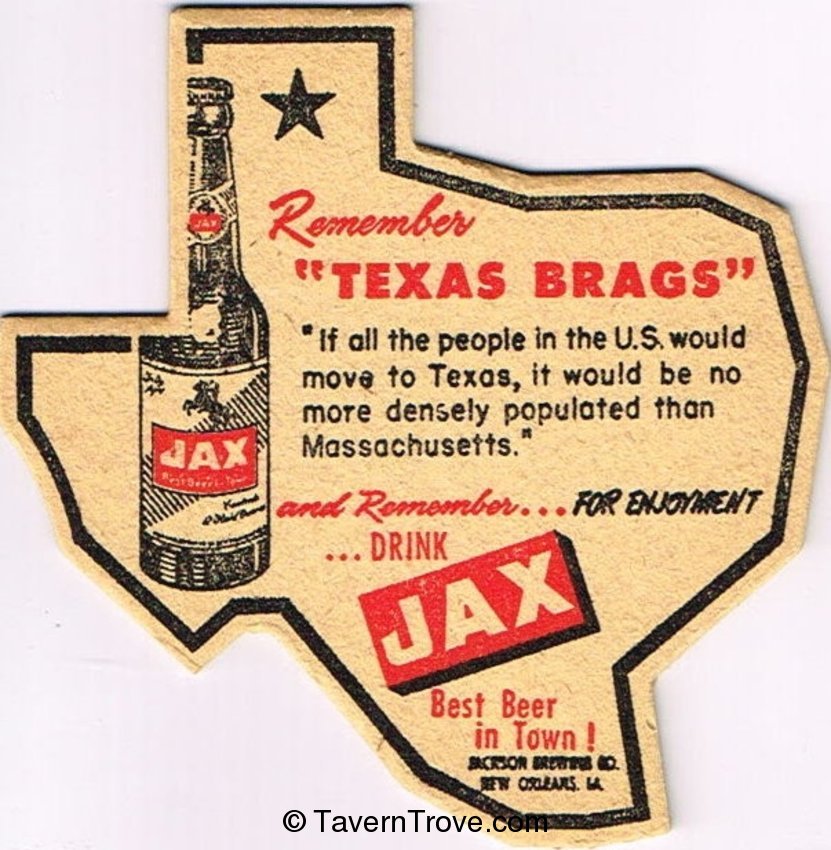 Remember
"TEXAS BRAGS"
"If all the people in the U.S. would
move to Texas, it would be no
more densely populated than
Massachusetts."
and Remember... FOR ENJOYMENT
... DRINK
JAX
Best Beer
in Town!
JACKSON BREWING CO.
NEW ORLEANS, LA.
JAX
JAX
Best Beer in Town
© TavernTrove.com